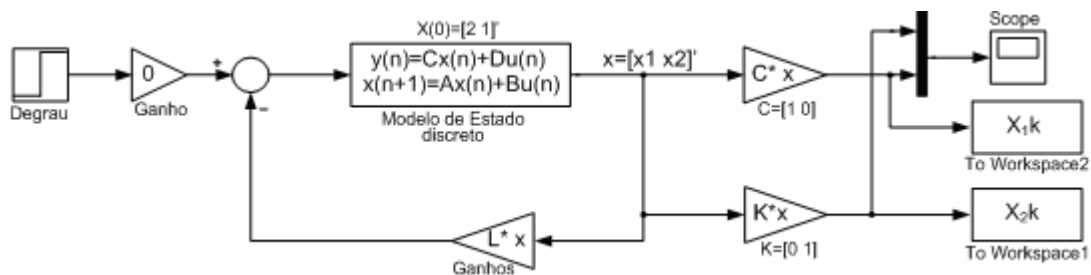 X(0)=[2 1]'
Scope
y(n)=Cx(n)+Du(n)
x(n+1)=Ax(n)+Bu(n)
x=[x1 x2]'
+
0
C* x
Degrau
Ganho
−
Modelo de Estado
discreto
C=[1 0]
X₁k
To Workspace2
L* x
Ganhos
K*x
K=[0 1]
X₂k
To Workspace1